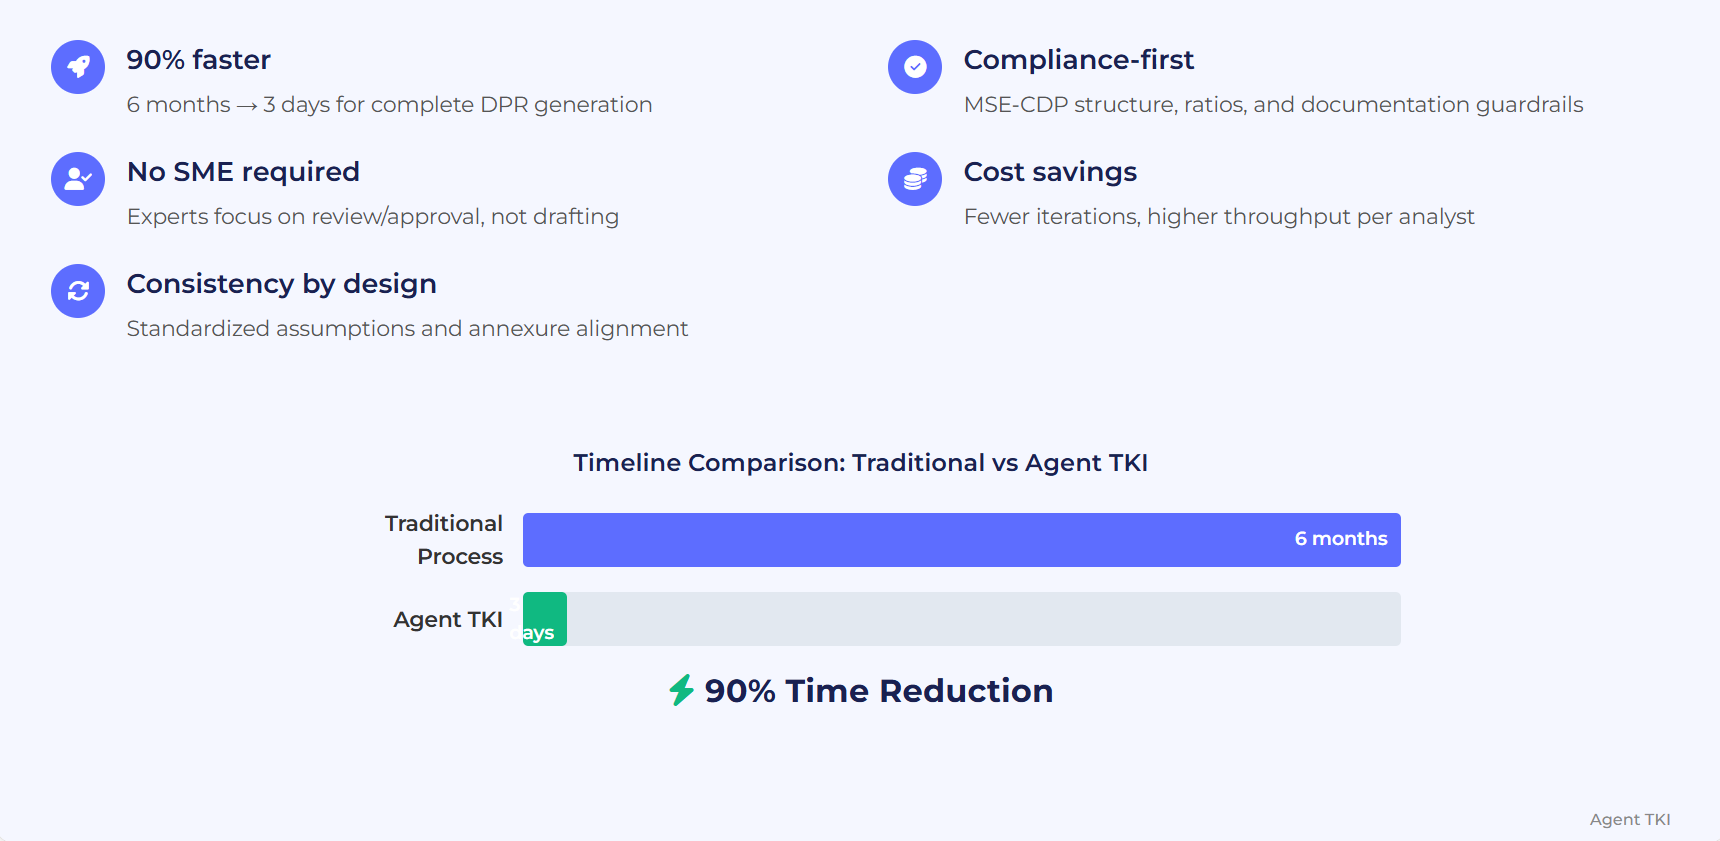 90% faster
6 months → 3 days for complete DPR generation
No SME required
Experts focus on review/approval, not drafting
Consistency by design
Standardized assumptions and annexure alignment
Compliance-first
MSE-CDP structure, ratios, and documentation guardrails
Cost savings
Fewer iterations, higher throughput per analyst
Timeline Comparison: Traditional vs Agent TKI
Traditional
Process
6 months
Agent TKI
3
days
90% Time Reduction
Agent TKI